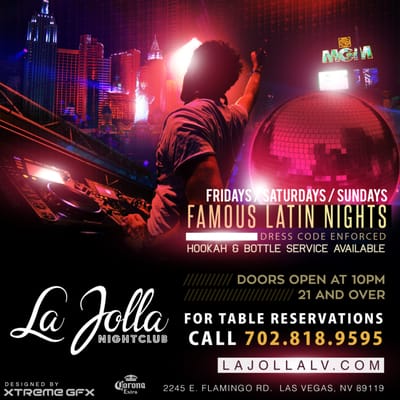 MGM
FRIDAYS / SATURDAYS / SUNDAYS
FAMOUS LATIN NIGHTS
DRESS CODE ENFORCED
HOOKAH & BOTTLE SERVICE AVAILABLE
DOORS OPEN AT 10PM
21 AND OVER
La Jolla
NIGHTCLUB
FOR TABLE RESERVATIONS
CALL 702.818.9595
LAJOLLALV.COM
DESIGNED BY
XTREME GFX
Corona
Extra
2245 E. FLAMINGO RD. LAS VEGAS, NV 89119